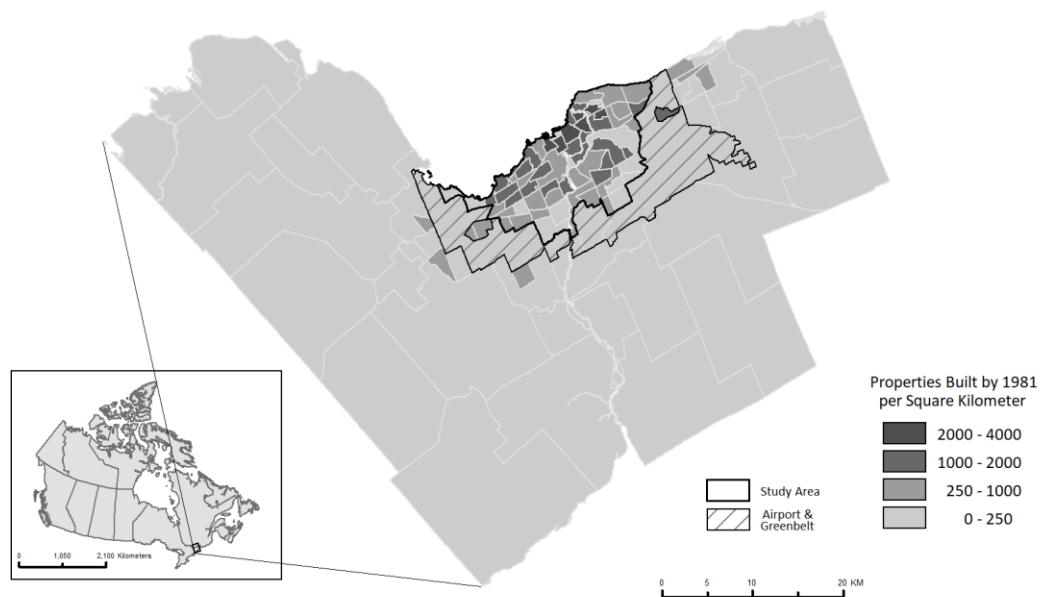 Properties Built by 1981
per Square Kilometer
2000 - 4000
1000 - 2000
250 - 1000
0 - 250
Study Area
Airport &
Greenbelt
0 1,050 2,100 Kilometers
0 5 10 20 KM